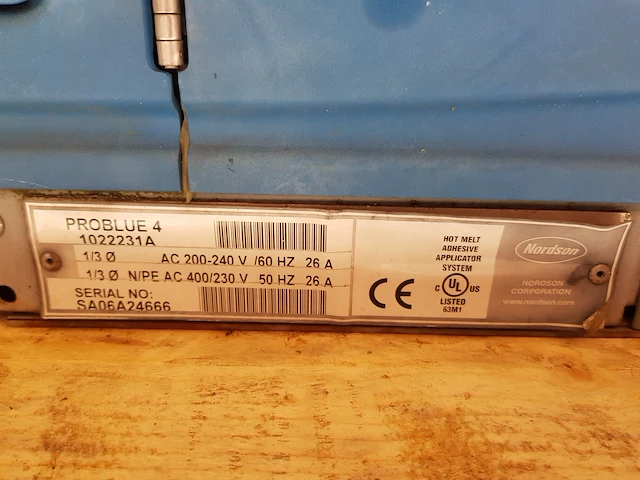 PROBLUE 4
1022231A
1/3 Ø AC 200-240 V /60 HZ 26 A
1/3 Ø N/PE AC 400/230 V 50 HZ 26 A
SERIAL NO:
SA06A24666
CE
HOT MELT
ADHESIVE
APPLICATOR
SYSTEM
C UL US
LISTED
63M1
Nordson
NORDSON
CORPORATION
www.nordson.com